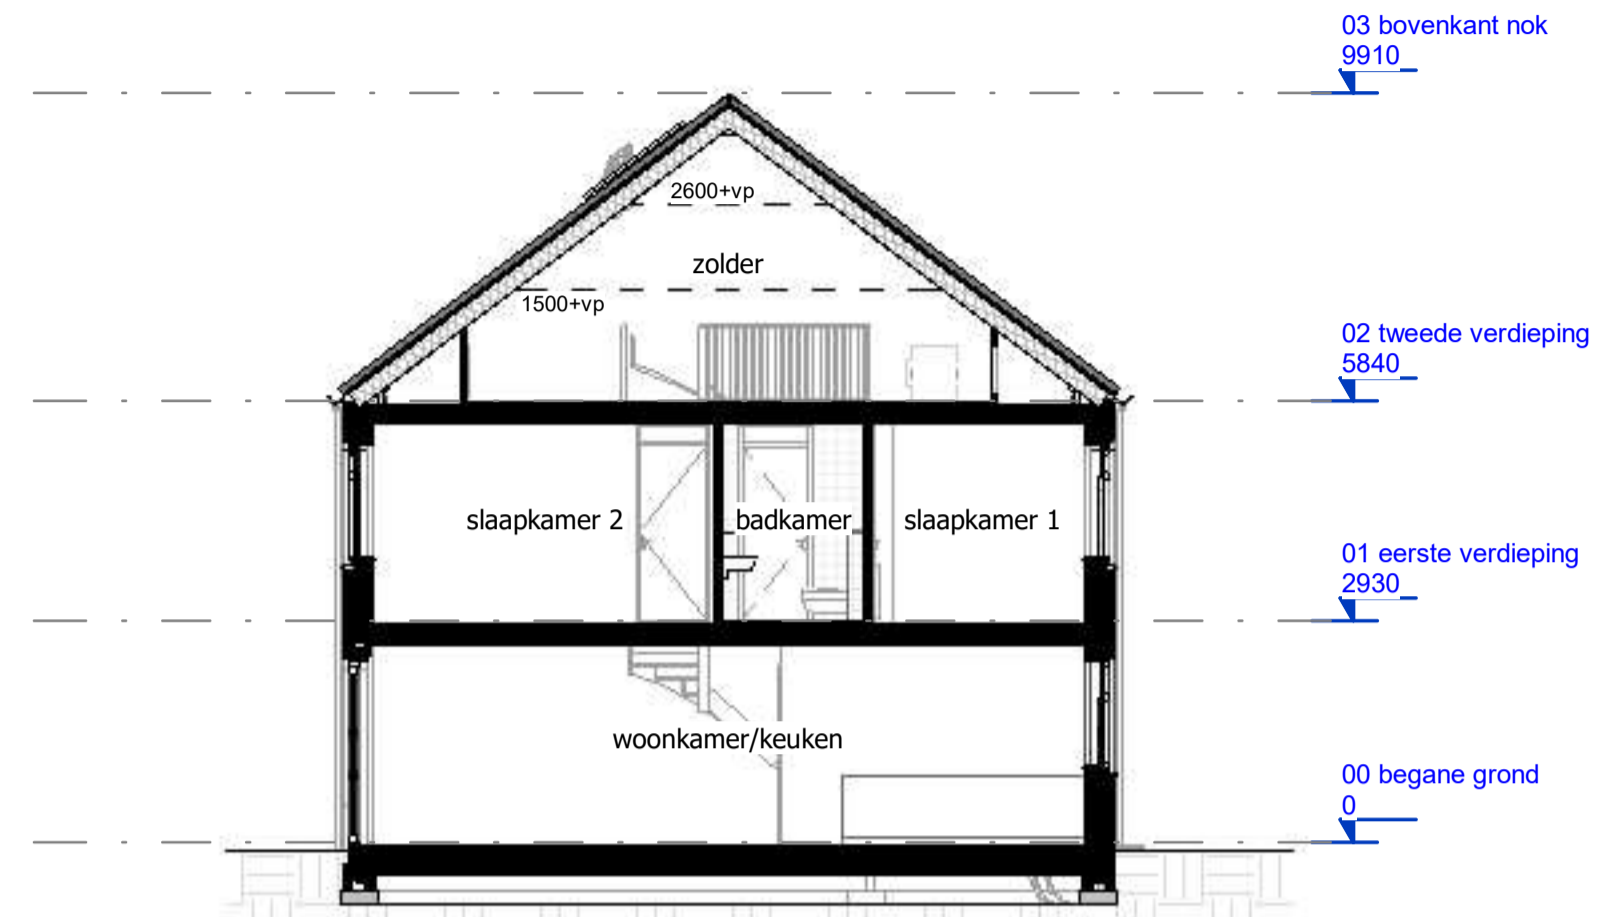 03 bovenkant nok
9910
2600+vp
zolder
1500+vp
02 tweede verdieping
5840
slaapkamer 2
badkamer
slaapkamer 1
01 eerste verdieping
2930
woonkamer/keuken
00 begane grond
0